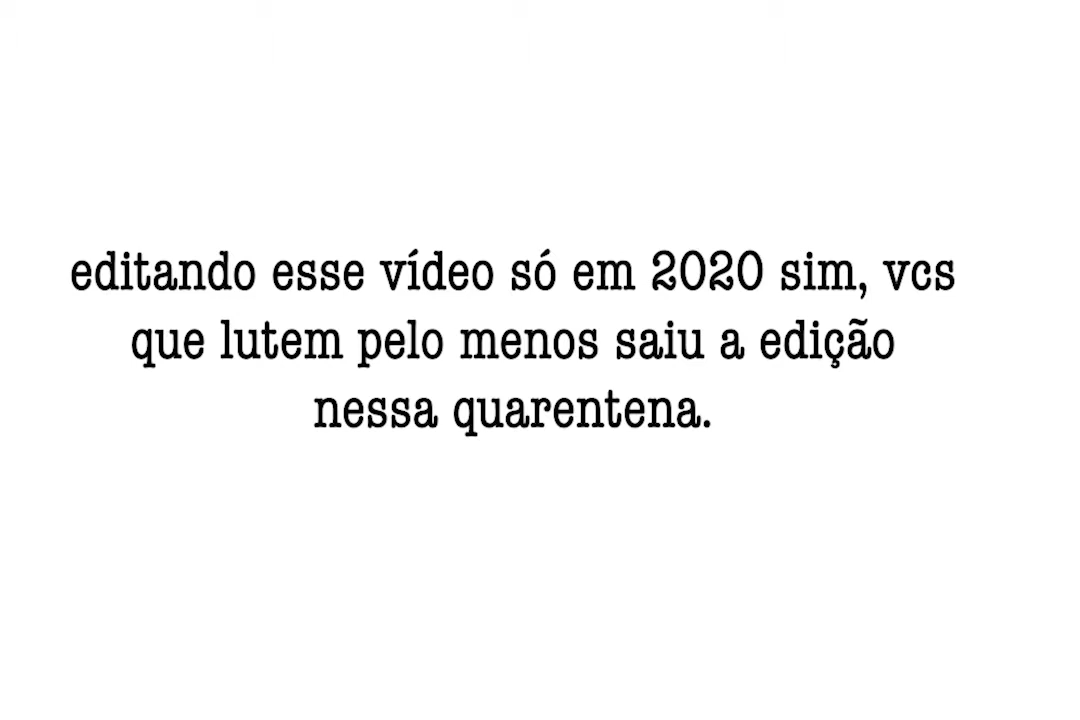 editando esse vídeo só em 2020 sim, vcs
que lutem pelo menos saiu a edição
nessa quarentena.